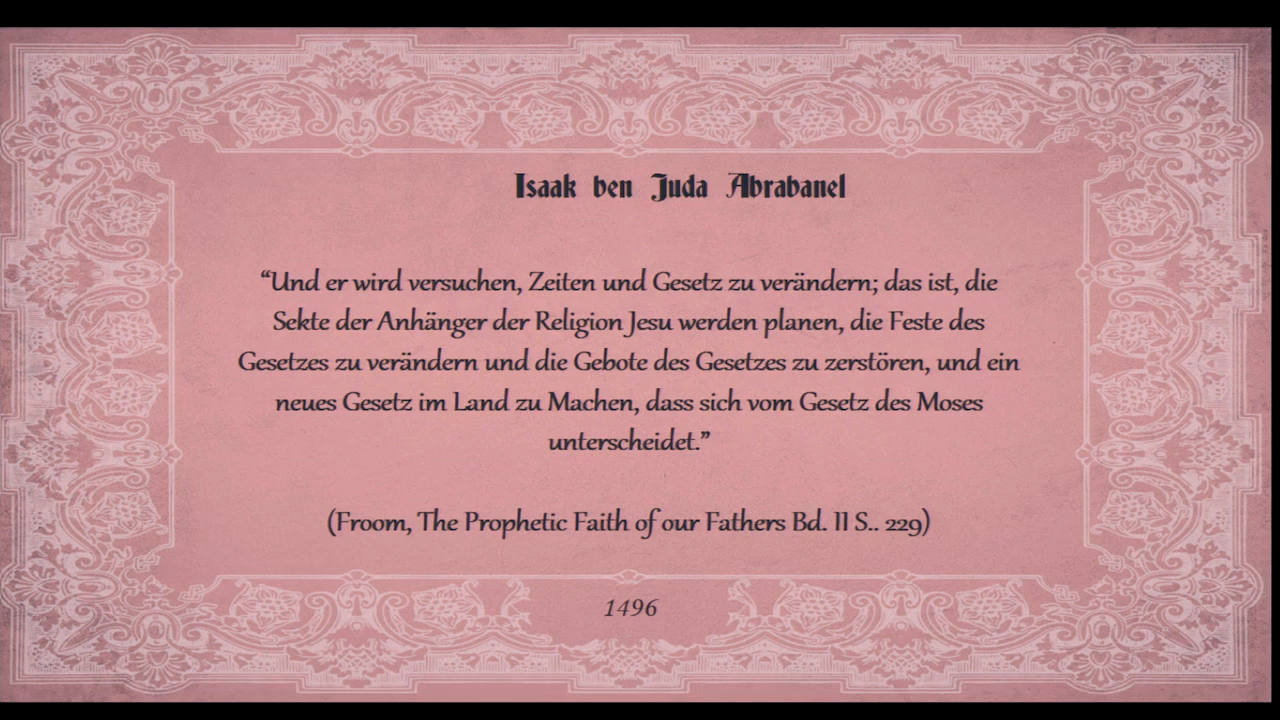 Isaak ben Juda Abrabanel
“Und er wird versuchen, Zeiten und Gesetz zu verändern; das ist, die
Sekte der Anhänger der Religion Jesu werden planen, die Feste des
Gesetzes zu verändern und die Gebote des Gesetzes zu zerstören, und ein
neues Gesetz im Land zu Machen, dass sich vom Gesetz des Moses
unterscheidet.”
(Froom, The Prophetic Faith of our Fathers Bd. II S.. 229)
1496